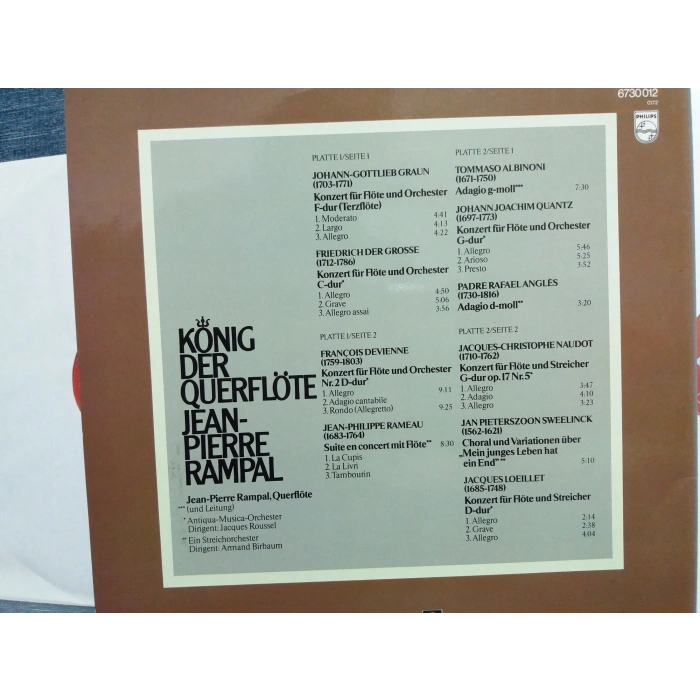 6730 012
0172
PHILIPS
PLATTE 1/SEITE 1
JOHANN-GOTTLIEB GRAUN
(1703-1771)
Konzert für Flöte und Orchester
F-dur (Terzflöte)
1. Moderato 4.41
2. Largo 4.13
3. Allegro 4.22
FRIEDRICH DER GROSSE
(1712-1786)
Konzert für Flöte und Orchester
C-dur*
1. Allegro 4.50
2. Grave 5.06
3. Allegro assai 3.56
PLATTE 1/SEITE 2
FRANÇOIS DEVIENNE
(1759-1803)
Konzert für Flöte und Orchester
Nr. 2 D-dur*
1. Allegro 9:11
2. Adagio cantabile
3. Rondo (Allegretto) 9.25
JEAN-PHILIPPE RAMEAU
(1683-1764)
Suite en concert mit Flöte** 8:30
1. La Cupis
2. La Livri
3. Tambourin
PLATTE 2/SEITE 1
TOMMASO ALBINONI
(1671-1750)
Adagio g-moll*** 7:30
JOHANN JOACHIM QUANTZ
(1697-1773)
Konzert für Flöte und Orchester
G-dur*
1. Allegro 5:46
2. Arioso 5:25
3. Presto 3:52
PADRE RAFAEL ANGLÈS
(1730-1816)
Adagio d-moll** 3:20
PLATTE 2/SEITE 2
JACQUES-CHRISTOPHE NAUDOT
(1710-1762)
Konzert für Flöte und Streicher
G-dur op. 17 Nr. 5*
1. Allegro 3:47
2. Adagio 4.10
3. Allegro 3:23
JAN PIETERSZOON SWEELINCK
(1562-1621)
Choral und Variationen über
„Mein junges Leben hat
ein End" ** 5:10
JACQUES LOEILLET
(1685-1748)
Konzert für Flöte und Streicher
D-dur*
1. Allegro 2:14
2. Grave 2:38
3. Allegro 4:04
KÖNIG
DER
QUERFLÖTE
JEAN-
PIERRE
RAMPAL
Jean-Pierre Rampal, Querflöte
*** (und Leitung)
* Antiqua-Musica-Orchester
Dirigent: Jacques Roussel
** Ein Streichorchester
Dirigent: Armand Birbaum